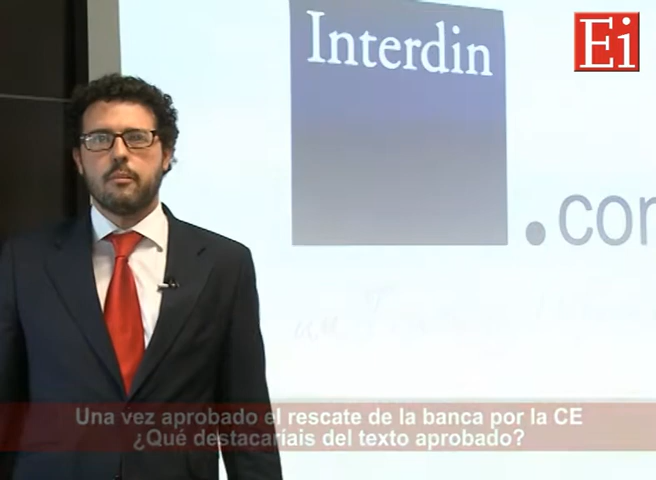 Interdin
Ei
.com
Una vez aprobado el rescate de la banca por la CE
¿Qué destacaríais del texto aprobado?